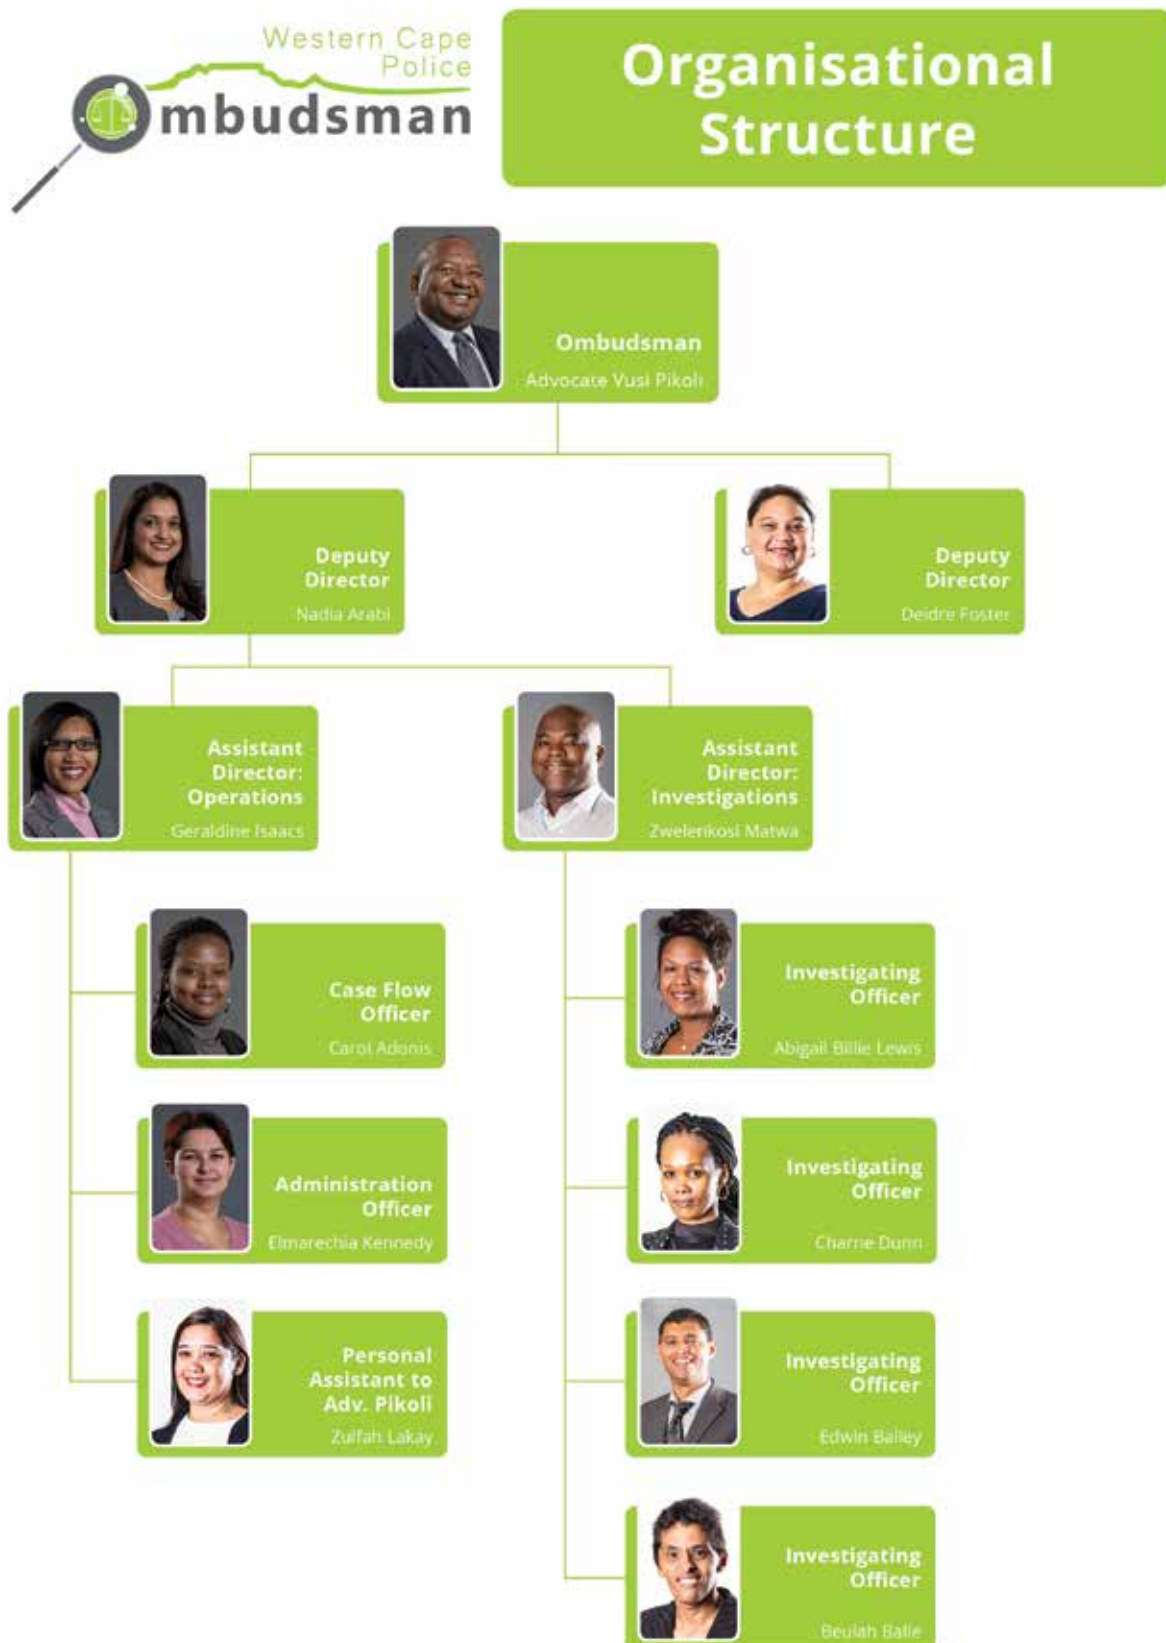 Western Cape
Police
Ombudsman
Organisational
Structure
Ombudsman
Advocate Vusi Pikoli
Deputy
Director
Nadia Arabi
Deputy
Director
Deidre Foster
Assistant
Director:
Operations
Geraldine Isaacs
Assistant
Director:
Investigations
Zwelenkosi Matwa
Case Flow
Officer
Carol Adonis
Investigating
Officer
Abigail Billie Lewis
Administration
Officer
Elmarechia Kennedy
Investigating
Officer
Charne Dunn
Personal
Assistant to
Adv. Pikoli
Zulfah Lakay
Investigating
Officer
Edwin Bailey
Investigating
Officer
Beulah Balie